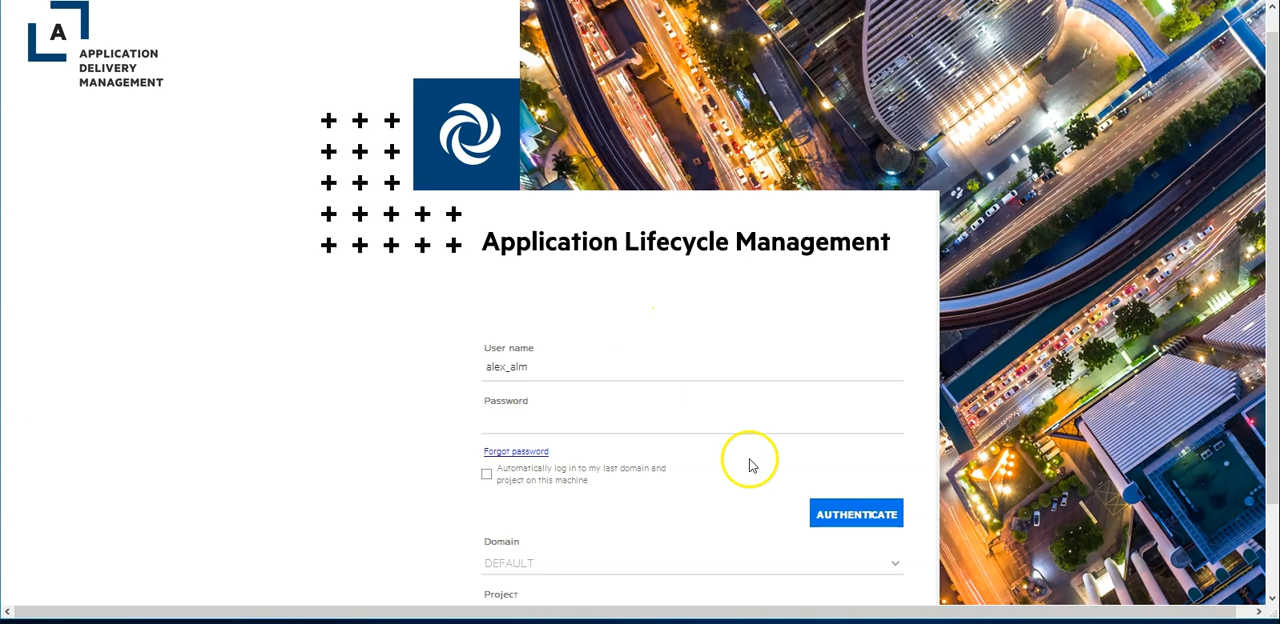 A
APPLICATION
DELIVERY
MANAGEMENT
Application Lifecycle Management
User name
alex_alm
Password
Forgot password
Automatically log in to my last domain and
project on this machine
AUTHENTICATE
Domain
DEFAULT
Project